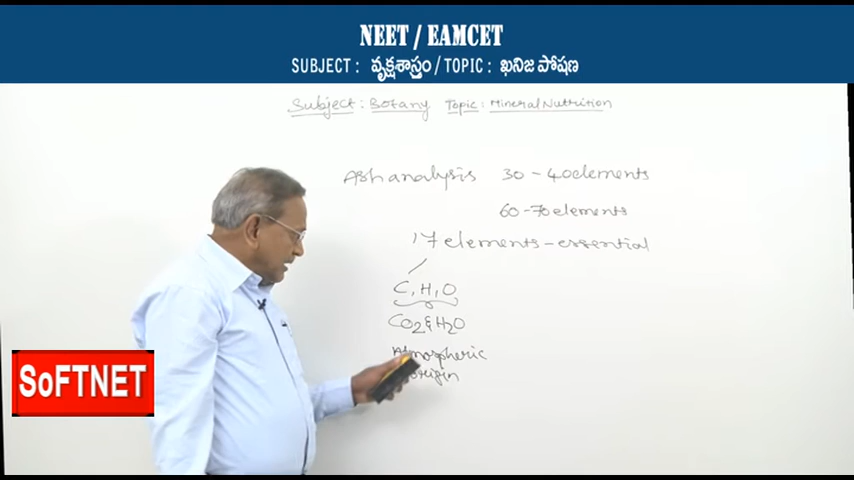 NEET / EAMCET
SUBJECT : వృక్షశాస్త్రం / TOPIC : ఖనిజ పోషణ
Subject : Botany Topic : Mineral Nutrition
Ash analysis 30 - 40 elements
60-70 elements
17 elements - essential
C, H, O
CO2 & H2O
Atmospheric
origin
SOFTNET